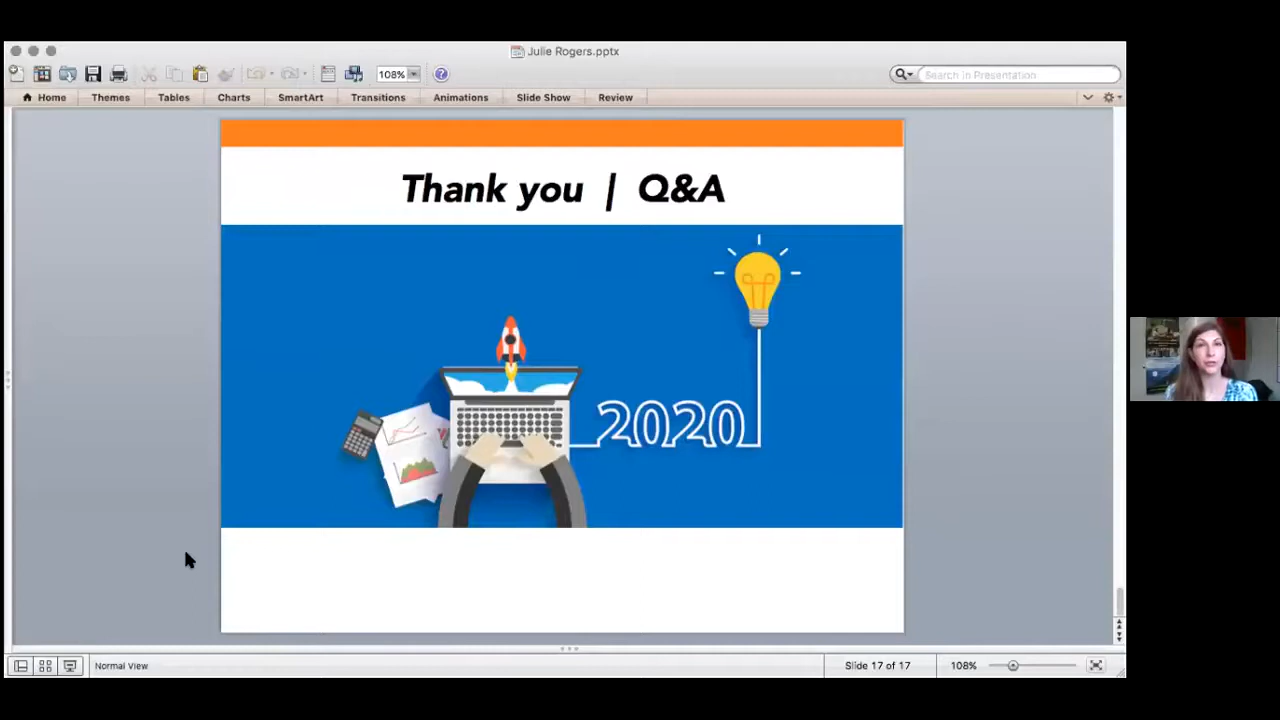 Julie Rogers.pptx
108%
Search in Presentation
Home Themes Tables Charts SmartArt Transitions Animations Slide Show Review
Thank you | Q&A
2020
Normal View
Slide 17 of 17
108%